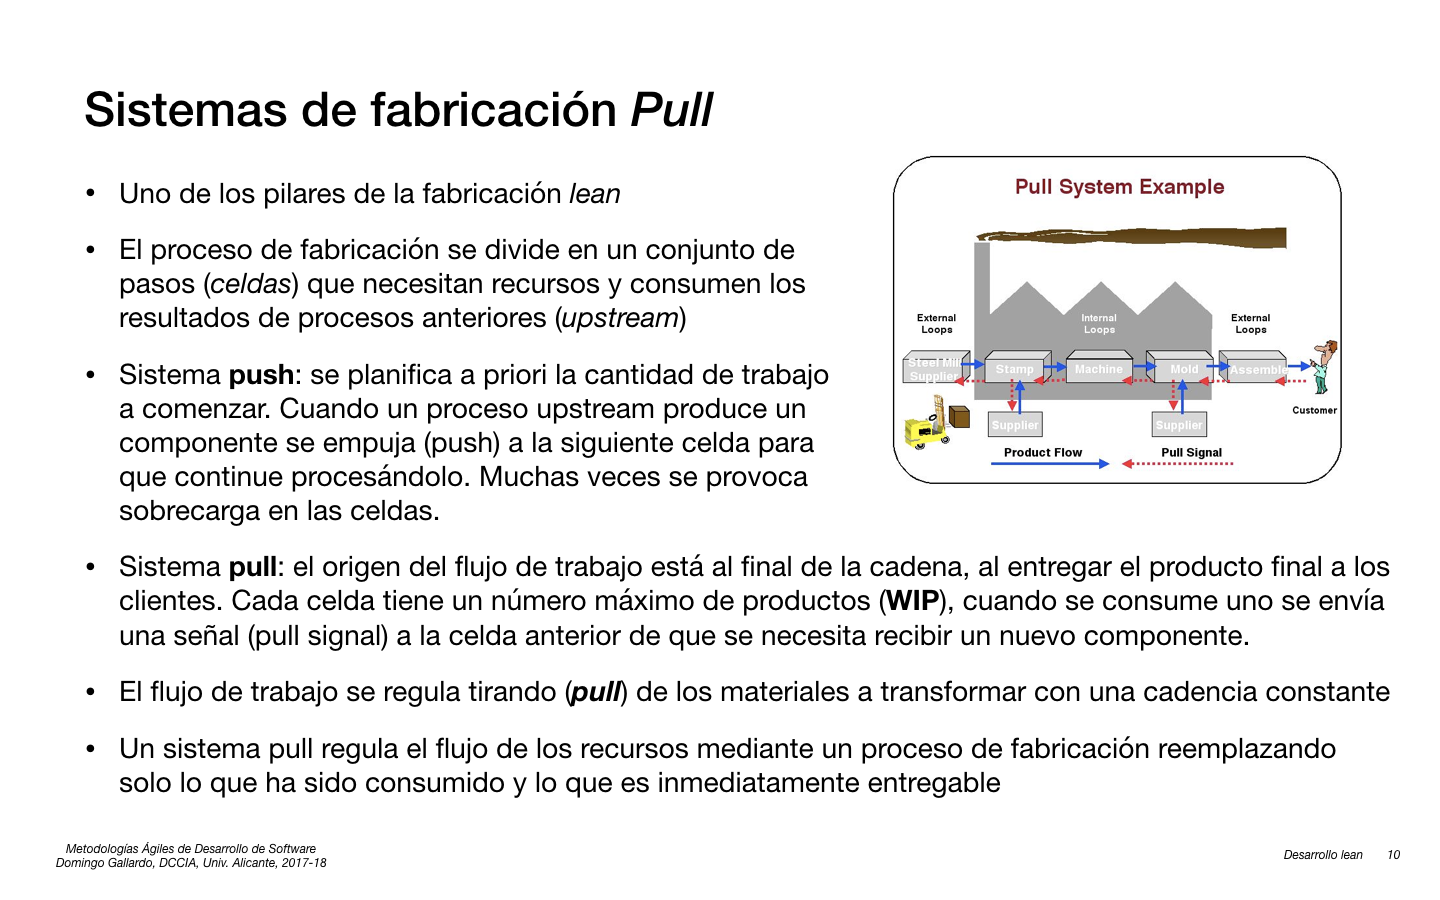 Sistemas de fabricación Pull
• Uno de los pilares de la fabricación lean
• El proceso de fabricación se divide en un conjunto de
pasos (celdas) que necesitan recursos y consumen los
resultados de procesos anteriores (upstream)
• Sistema push: se planifica a priori la cantidad de trabajo
a comenzar. Cuando un proceso upstream produce un
componente se empuja (push) a la siguiente celda para
que continue procesándolo. Muchas veces se provoca
sobrecarga en las celdas.
• Sistema pull: el origen del flujo de trabajo está al final de la cadena, al entregar el producto final a los
clientes. Cada celda tiene un número máximo de productos (WIP), cuando se consume uno se envía
una señal (pull signal) a la celda anterior de que se necesita recibir un nuevo componente.
• El flujo de trabajo se regula tirando (pull) de los materiales a transformar con una cadencia constante
• Un sistema pull regula el flujo de los recursos mediante un proceso de fabricación reemplazando
solo lo que ha sido consumido y lo que es inmediatamente entregable
Pull System Example
External
Loops
Internal
Loops
External
Loops
Steel Mill
Supplier
Stamp
Machine
Mold
Assemble
Customer
Supplier
Supplier
Product Flow
Pull Signal
Metodologías Ágiles de Desarrollo de Software
Domingo Gallardo, DCCIA, Univ. Alicante, 2017-18
Desarrollo lean 10